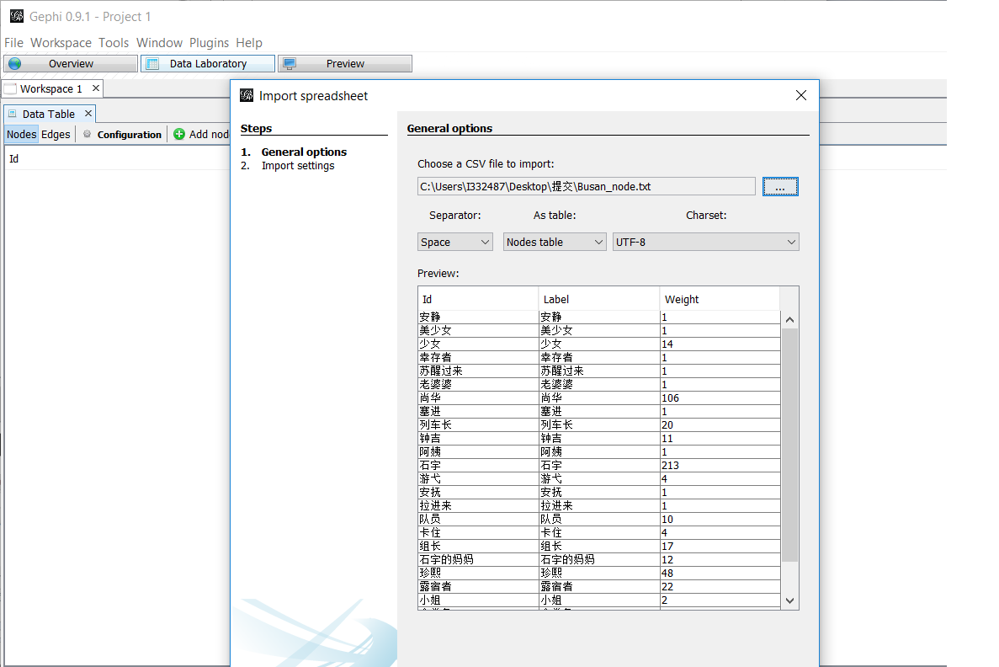 Gephi 0.9.1 - Project 1
File Workspace Tools Window Plugins Help
Overview Data Laboratory Preview
Workspace 1
Data Table
Nodes Edges Configuration Add nod
Id
Import spreadsheet
Steps
1. General options
2. Import settings
General options
Choose a CSV file to import:
C:\Users\I332487\Desktop\提交\Busan_node.txt ...
Separator: As table: Charset:
Space Nodes table UTF-8
Preview:
Id Label Weight
安静 安静 1
美少女 美少女 1
少女 少女 14
幸存者 幸存者 1
苏醒过来 苏醒过来 1
老婆婆 老婆婆 1
尚华 尚华 106
塞进 塞进 1
列车长 列车长 20
钟吉 钟吉 11
阿姨 阿姨 1
石宇 石宇 213
游弋 游弋 4
安抚 安抚 1
拉进来 拉进来 1
队员 队员 10
卡住 卡住 4
组长 组长 17
石宇的妈妈 石宇的妈妈 12
珍熙 珍熙 48
露宿者 露宿者 22
小姐 小姐 2